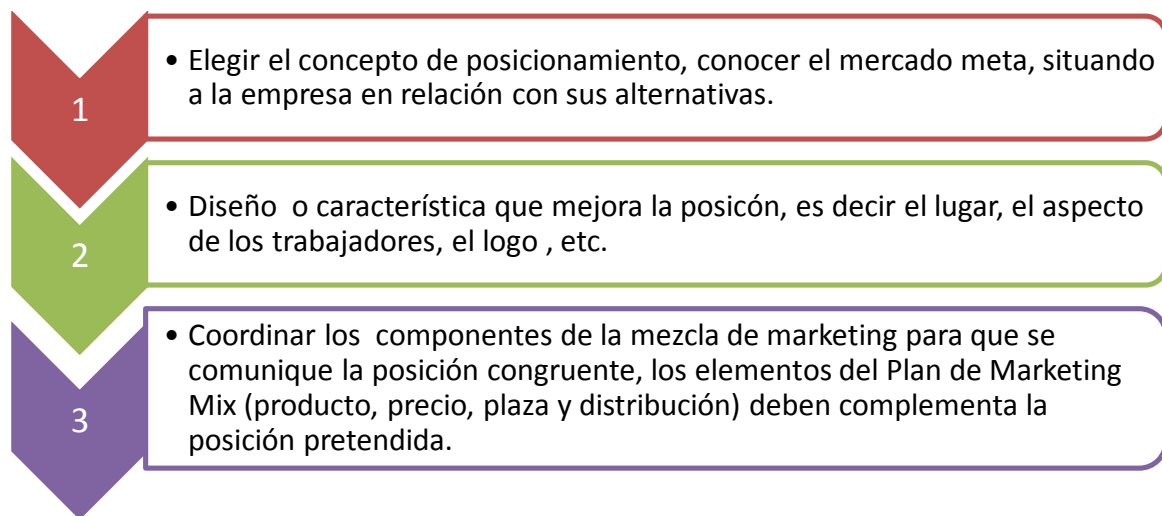 1
• Elegir el concepto de posicionamiento, conocer el mercado meta, situando
a la empresa en relación con sus alternativas.
2
• Diseño o característica que mejora la posicón, es decir el lugar, el aspecto
de los trabajadores, el logo , etc.
3
• Coordinar los componentes de la mezcla de marketing para que se
comunique la posición congruente, los elementos del Plan de Marketing
Mix (producto, precio, plaza y distribución) deben complementa la
posición pretendida.